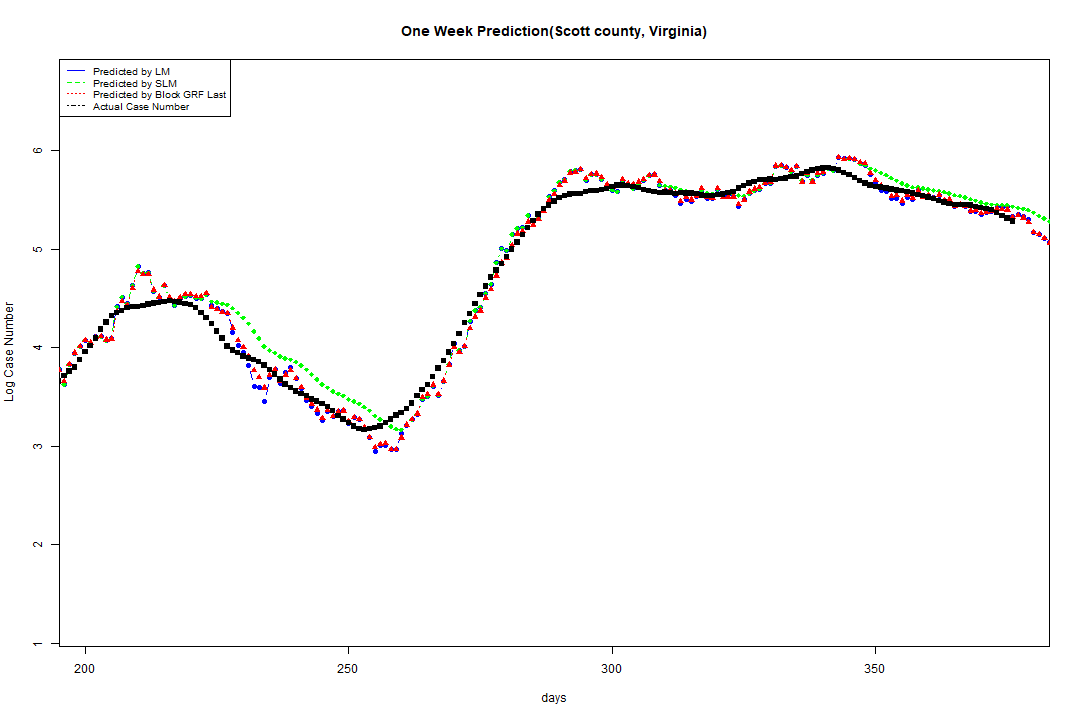 One Week Prediction(Scott county, Virginia)
Predicted by LM
Predicted by SLM
Predicted by Block GRF Last
Actual Case Number
Log Case Number
6
5
4
3
2
1
200 250 300 350
days